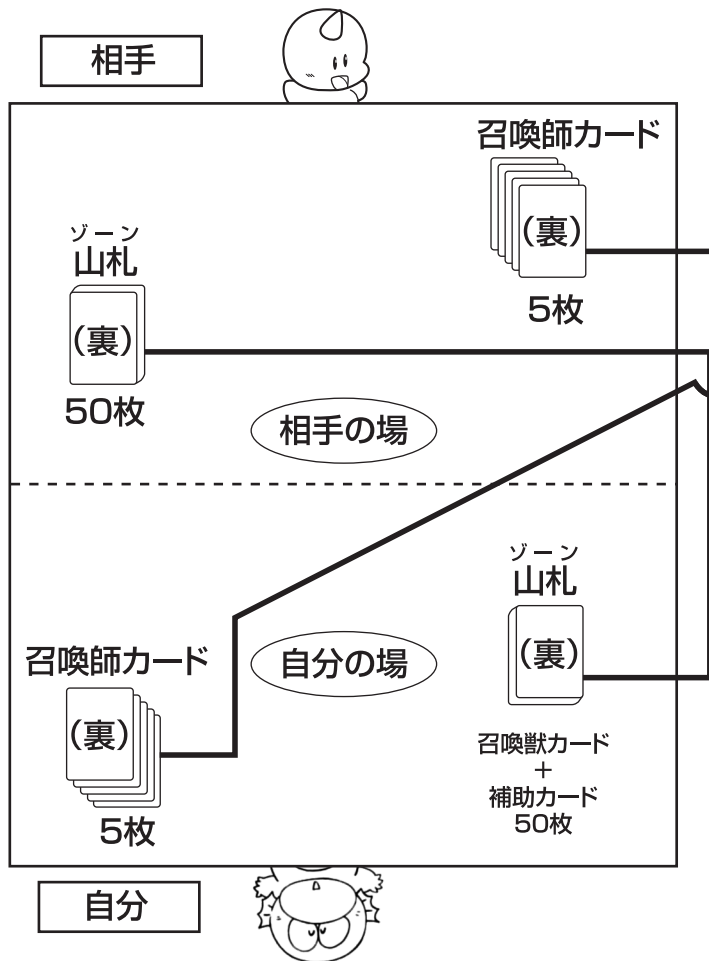 相手
召喚師カード
(裏)
5枚
ゾーン
山札
(裏)
50枚
相手の場
ゾーン
山札
(裏)
召喚獣カード
+
補助カード
50枚
自分の場
召喚師カード
(裏)
5枚
自分